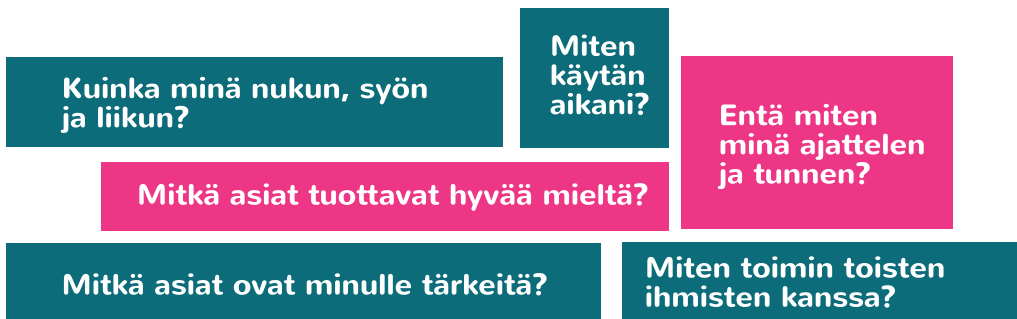 Kuinka minä nukun, syön
ja liikun?
Miten
käytän
aikani?
Entä miten
minä ajattelen
ja tunnen?
Mitkä asiat tuottavat hyvää mieltä?
Mitkä asiat ovat minulle tärkeitä?
Miten toimin toisten
ihmisten kanssa?